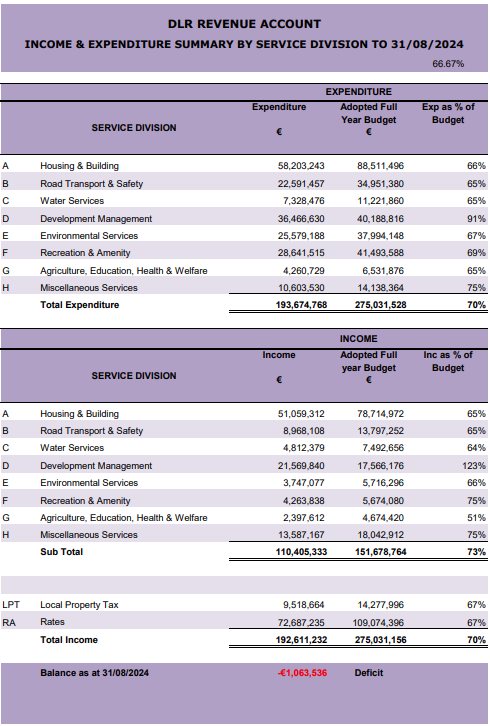 DLR REVENUE ACCOUNT
INCOME & EXPENDITURE SUMMARY BY SERVICE DIVISION TO 31/08/2024
66.67%
EXPENDITURE
SERVICE DIVISION Expenditure € Adopted Full Year Budget € Exp as % of Budget
A Housing & Building 58,203,243 88,511,496 66%
B Road Transport & Safety 22,591,457 34,951,380 65%
C Water Services 7,328,476 11,221,860 65%
D Development Management 36,466,630 40,188,816 91%
E Environmental Services 25,579,188 37,994,148 67%
F Recreation & Amenity 28,641,515 41,493,588 69%
G Agriculture, Education, Health & Welfare 4,260,729 6,531,876 65%
H Miscellaneous Services 10,603,530 14,138,364 75%
Total Expenditure 193,674,768 275,031,528 70%
INCOME
SERVICE DIVISION Income € Adopted Full year Budget € Inc as % of Budget
A Housing & Building 51,059,312 78,714,972 65%
B Road Transport & Safety 8,968,108 13,797,252 65%
C Water Services 4,812,379 7,492,656 64%
D Development Management 21,569,840 17,566,176 123%
E Environmental Services 3,747,077 5,716,296 66%
F Recreation & Amenity 4,263,838 5,674,080 75%
G Agriculture, Education, Health & Welfare 2,397,612 4,674,420 51%
H Miscellaneous Services 13,587,167 18,042,912 75%
Sub Total 110,405,333 151,678,764 73%
LPT Local Property Tax 9,518,664 14,277,996 67%
RA Rates 72,687,235 109,074,396 67%
Total Income 192,611,232 275,031,156 70%
Balance as at 31/08/2024 -€1,063,536 Deficit